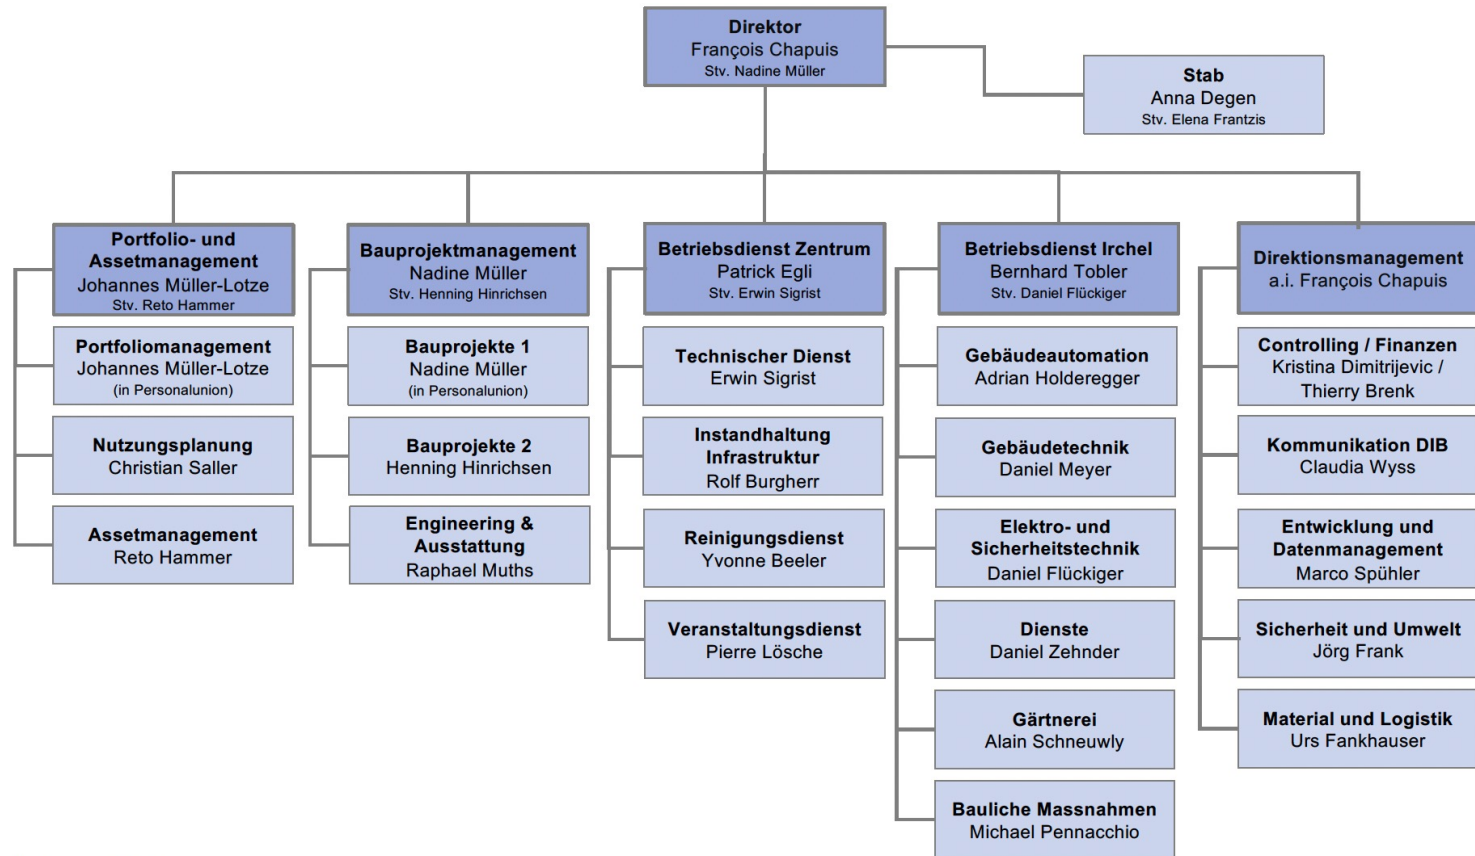 Direktor
François Chapuis
Stv. Nadine Müller
Stab
Anna Degen
Stv. Elena Frantzis
Portfolio- und
Assetmanagement
Johannes Müller-Lotze
Stv. Reto Hammer
Portfoliomanagement
Johannes Müller-Lotze
(in Personalunion)
Nutzungsplanung
Christian Saller
Assetmanagement
Reto Hammer
Bauprojektmanagement
Nadine Müller
Stv. Henning Hinrichsen
Bauprojekte 1
Nadine Müller
(in Personalunion)
Bauprojekte 2
Henning Hinrichsen
Engineering &
Ausstattung
Raphael Muths
Betriebsdienst Zentrum
Patrick Egli
Stv. Erwin Sigrist
Technischer Dienst
Erwin Sigrist
Instandhaltung
Infrastruktur
Rolf Burgherr
Reinigungsdienst
Yvonne Beeler
Veranstaltungsdienst
Pierre Lösche
Betriebsdienst Irchel
Bernhard Tobler
Stv. Daniel Flückiger
Gebäudeautomation
Adrian Holderegger
Gebäudetechnik
Daniel Meyer
Elektro- und
Sicherheitstechnik
Daniel Flückiger
Dienste
Daniel Zehnder
Gärtnerei
Alain Schneuwly
Bauliche Massnahmen
Michael Pennacchio
Direktionsmanagement
a.i. François Chapuis
Controlling / Finanzen
Kristina Dimitrijevic /
Thierry Brenk
Kommunikation DIB
Claudia Wyss
Entwicklung und
Datenmanagement
Marco Spühler
Sicherheit und Umwelt
Jörg Frank
Material und Logistik
Urs Fankhauser